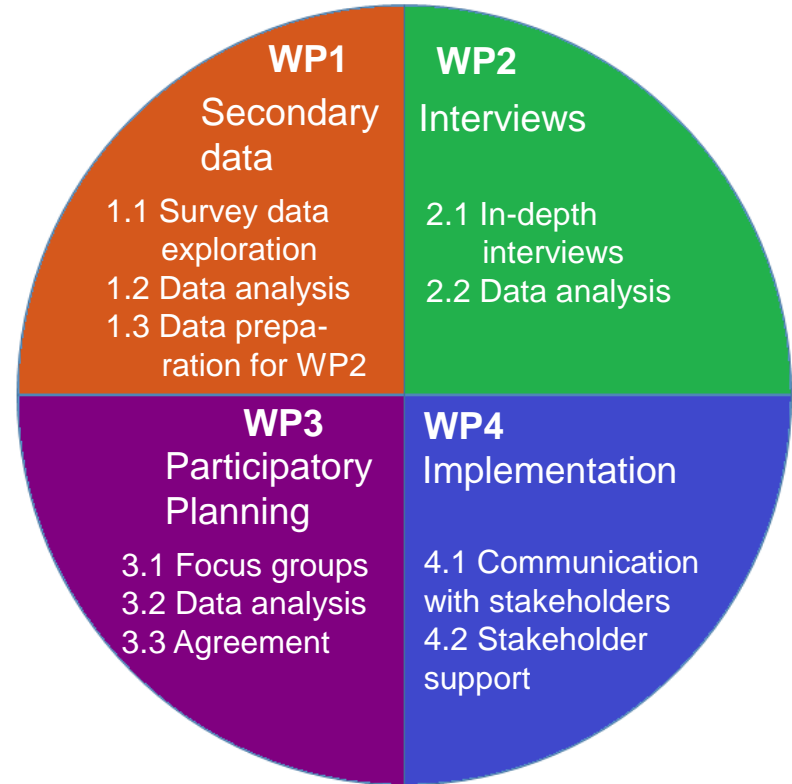 WP1
Secondary
data
1.1 Survey data
exploration
1.2 Data analysis
1.3 Data prepa-
ration for WP2
WP2
Interviews
2.1 In-depth
interviews
2.2 Data analysis
WP3
Participatory
Planning
3.1 Focus groups
3.2 Data analysis
3.3 Agreement
WP4
Implementation
4.1 Communication
with stakeholders
4.2 Stakeholder
support